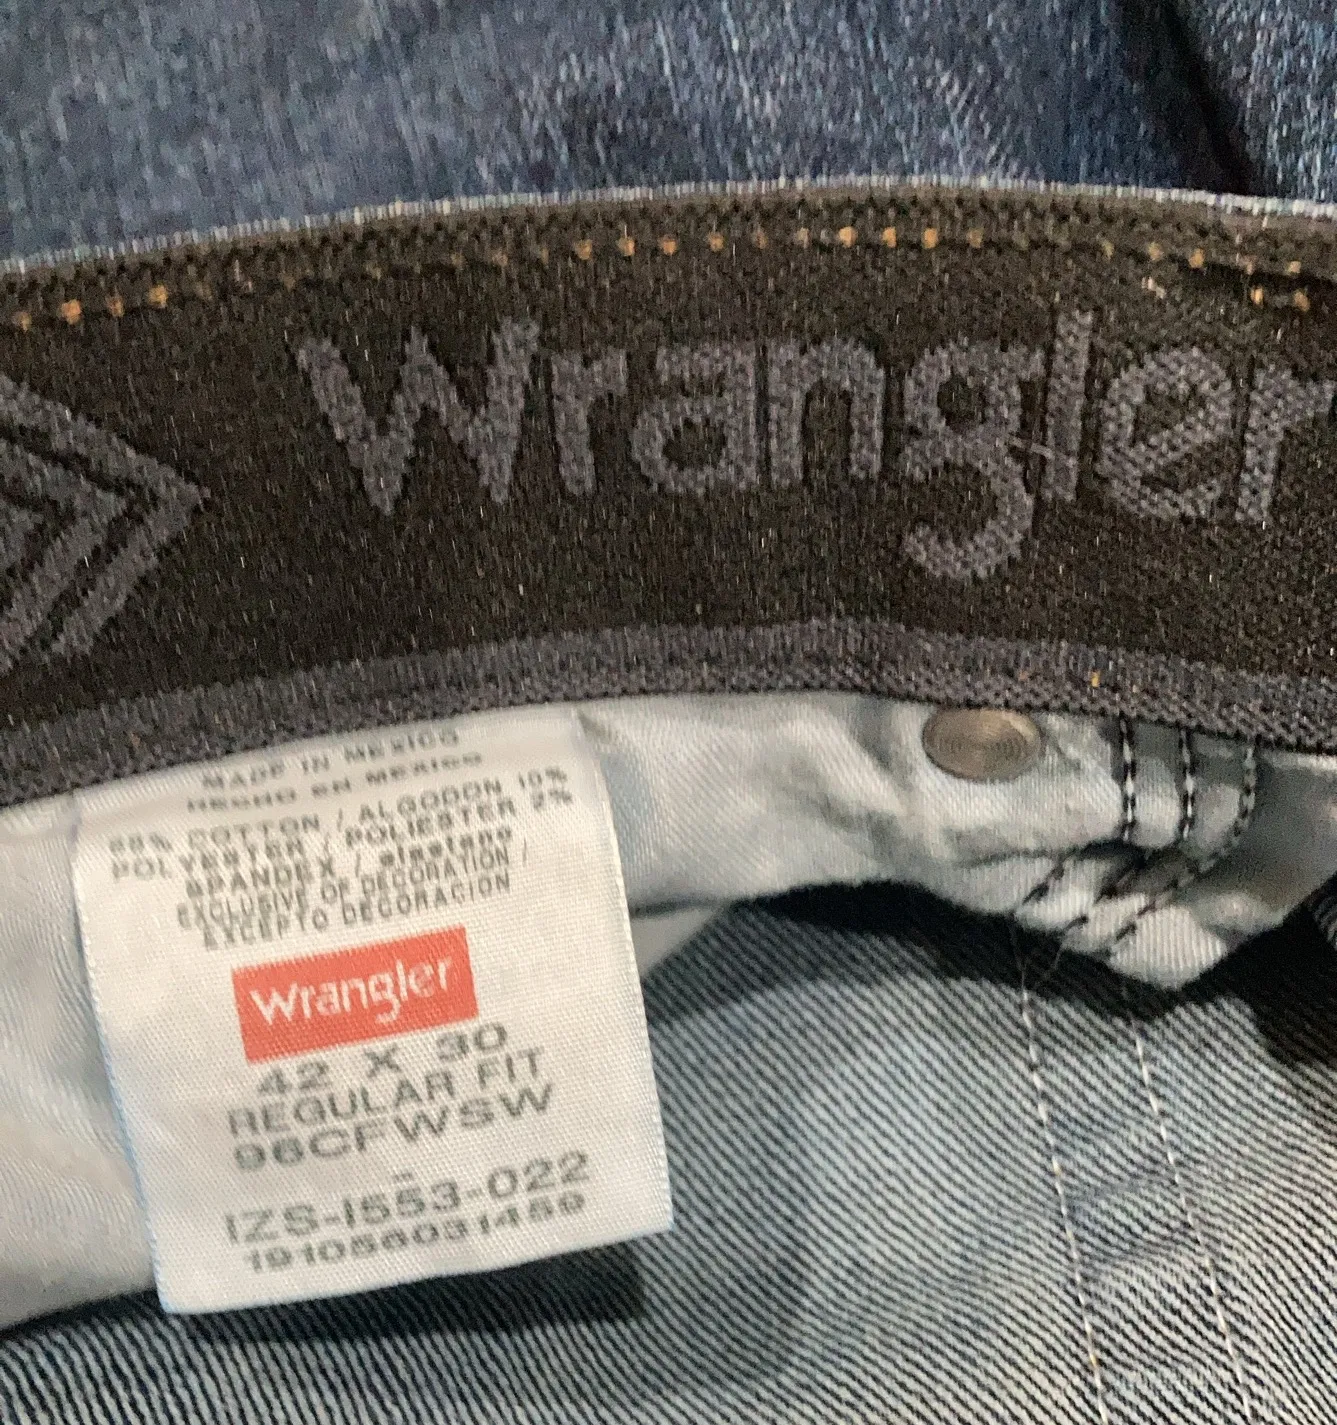 Wrangler
MADE IN MEXICO
HECHO EN MEXICO
88% COTTON / ALGODON 10%
POLYESTER / POLIESTER 2%
SPANDEX / elastano
EXCLUSIVE OF DECORATION /
EXCEPTO DECORACION
Wrangler
42 X 30
REGULAR FIT
96CFWSW
IZS-I553-022
191056031459